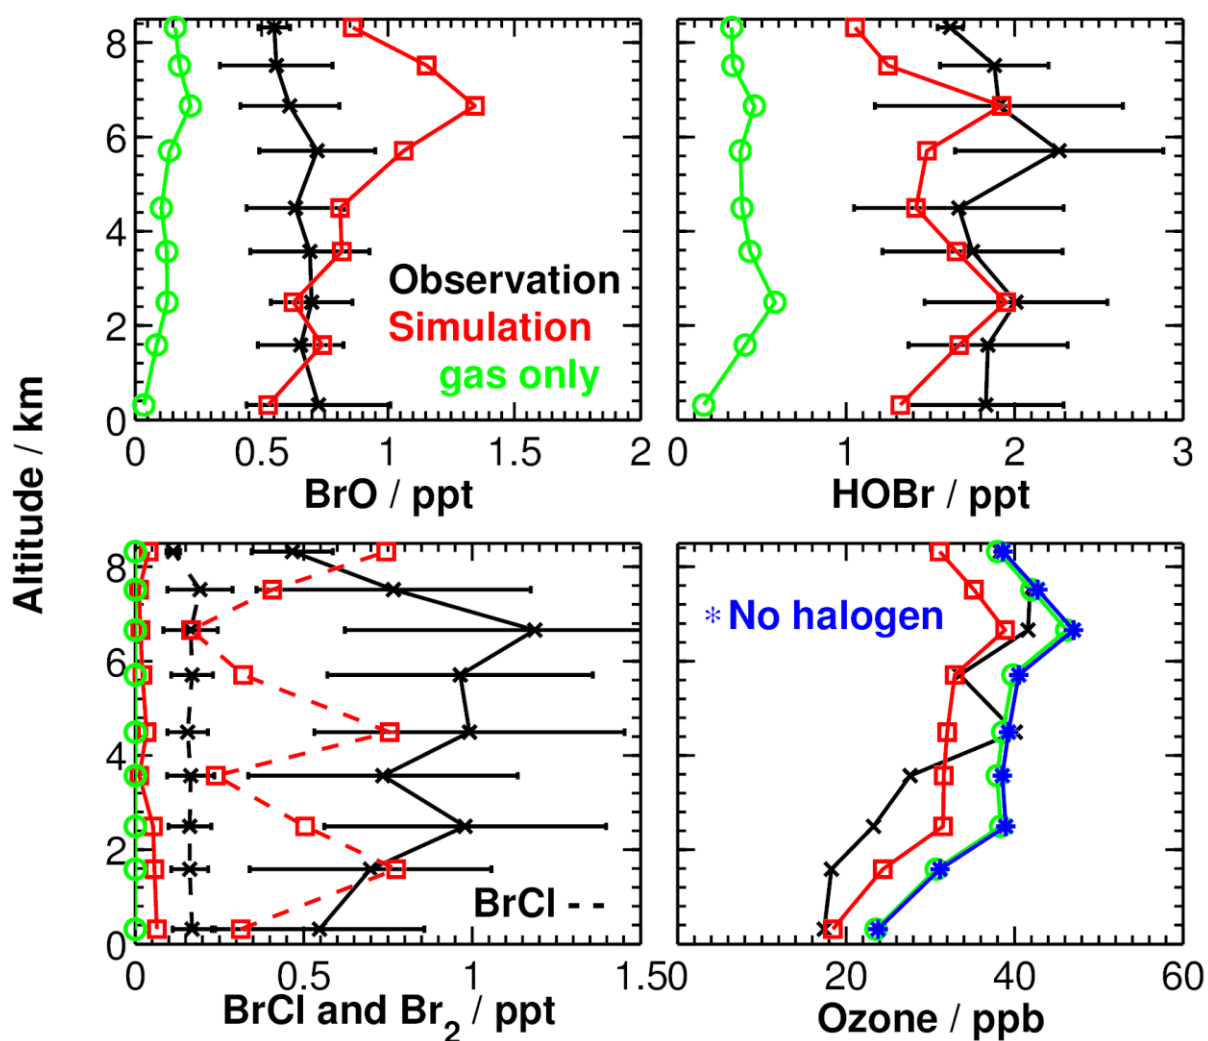 8
6
4
2
0
0
0.5
1
1.5
2
BrO / ppt
Observation
Simulation
gas only
0
1
2
3
HOBr / ppt
Altitude / km
8
6
4
2
0
0
0.5
1
1.5
BrCl - -
BrCl and Br₂ / ppt
* No halogen
20
40
60
Ozone / ppb